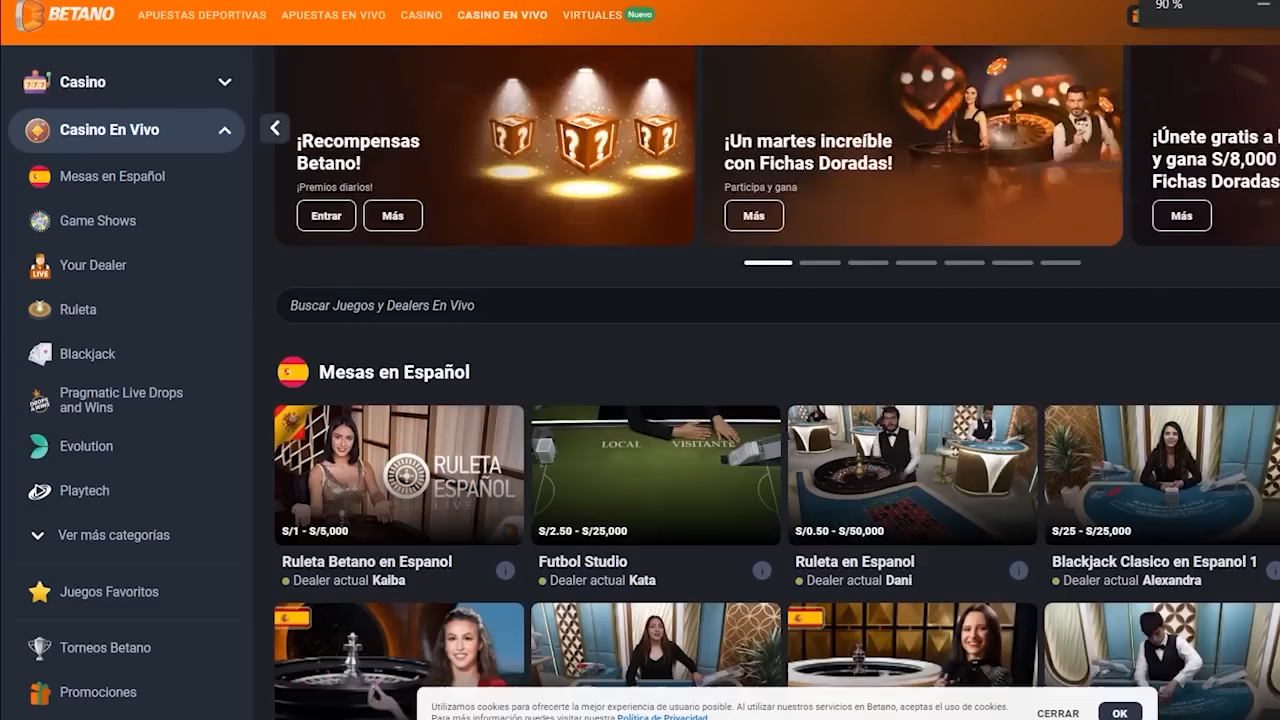 BETANO
APUESTAS DEPORTIVAS
APUESTAS EN VIVO
CASINO
CASINO EN VIVO
VIRTUALES
Nuevo
90 %
Casino
Casino En Vivo
Mesas en Español
Game Shows
LIVE
Your Dealer
Ruleta
Blackjack
DROPS & WINS
Pragmatic Live Drops
and Wins
Evolution
Playtech
Ver más categorías
Juegos Favoritos
Torneos Betano
Promociones
¡Recompensas
Betano!
¡Premios diarios!
Entrar
Más
¡Un martes increíble
con Fichas Doradas!
Participa y gana
Más
¡Únete gratis a
y gana S/8,000
Fichas Doradas
Más
Buscar Juegos y Dealers En Vivo
Mesas en Español
RULETA
ESPAÑOL
LIVE
S/1 - S/5,000
Ruleta Betano en Espanol
Dealer actual Kaiba
LOCAL VISITANTE
S/2.50 - S/25,000
Futbol Studio
Dealer actual Kata
S/0.50 - S/50,000
Ruleta en Espanol
Dealer actual Dani
S/25 - S/25,000
Blackjack Clasico en Espanol 1
Dealer actual Alexandra
Utilizamos cookies para ofrecerte la mejor experiencia de usuario posible. Al utilizar nuestros servicios en Betano, aceptas el uso de cookies.
Para más información puedes visitar nuestra Política de Privacidad
CERRAR
OK